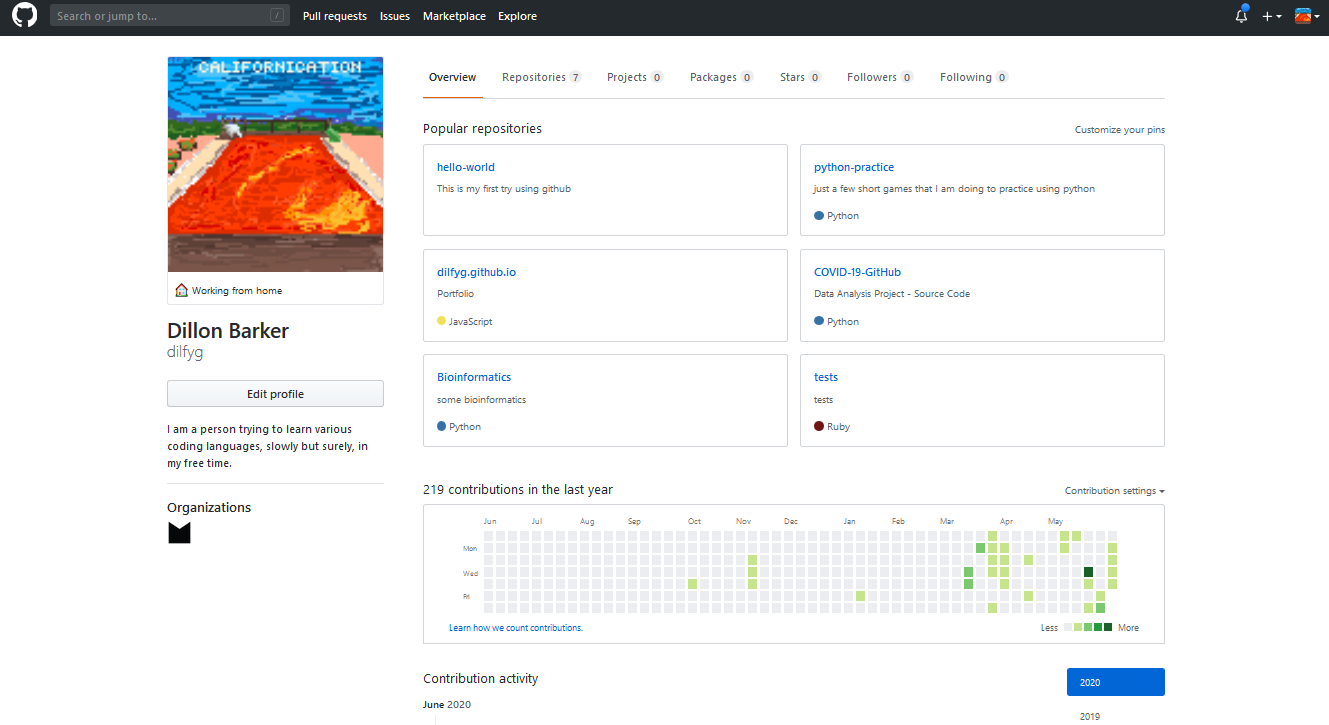 Search or jump to... /
Pull requests Issues Marketplace Explore
CALIFORNICATION
Working from home
Dillon Barker
dilfyg
Edit profile
I am a person trying to learn various
coding languages, slowly but surely, in
my free time.
Organizations
Overview Repositories 7 Projects 0 Packages 0 Stars 0 Followers 0 Following 0
Popular repositories
Customize your pins
hello-world
This is my first try using github
python-practice
just a few short games that I am doing to practice using python
Python
dilfyg.github.io
Portfolio
JavaScript
COVID-19-GitHub
Data Analysis Project - Source Code
Python
Bioinformatics
some bioinformatics
Python
tests
tests
Ruby
219 contributions in the last year
Contribution settings
Jun Jul Aug Sep Oct Nov Dec Jan Feb Mar Apr May
Mon
Wed
Fri
Learn how we count contributions.
Less More
Contribution activity
2020
June 2020
2019